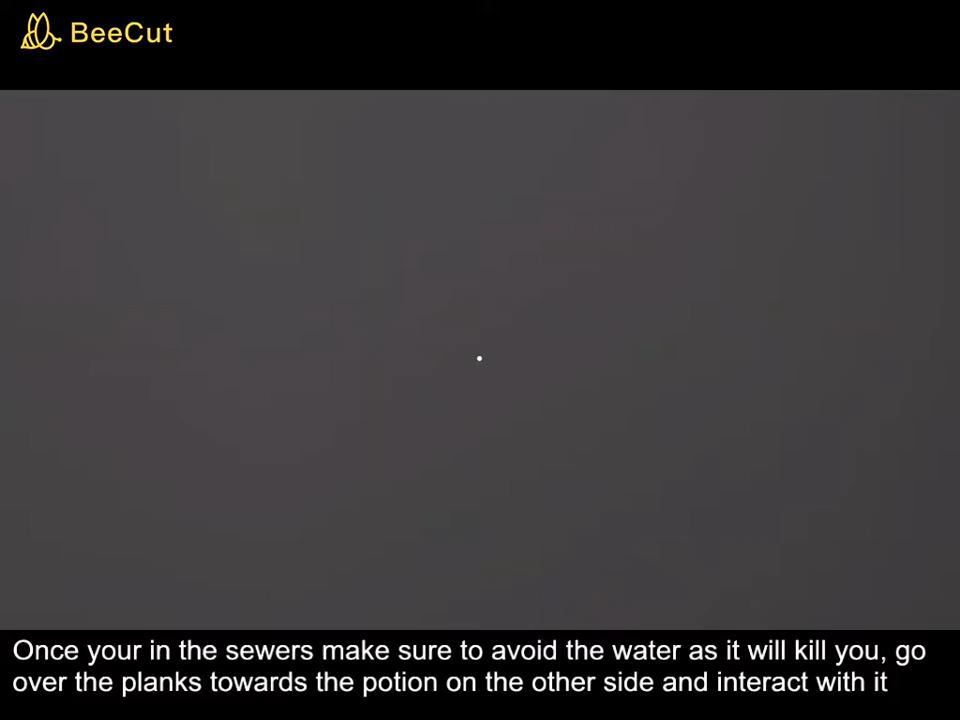 BeeCut
Once your in the sewers make sure to avoid the water as it will kill you, go
over the planks towards the potion on the other side and interact with it